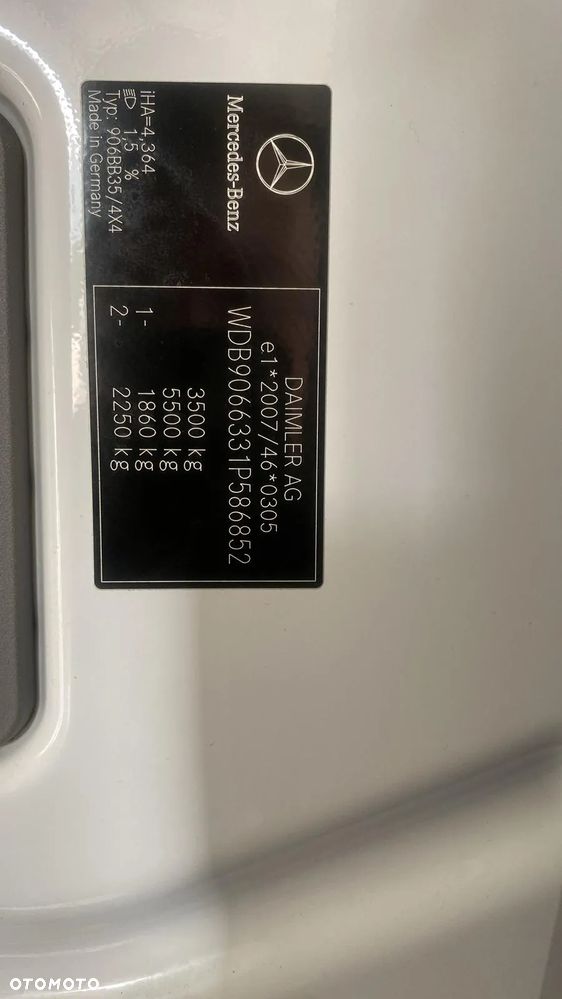 Mercedes-Benz
iHA=4,364
1,5 %
Typ: 906BB35/4X4
Made in Germany
DAIMLER AG
e1*2007/46*0305
WDB9066331P586852
3500 kg
5500 kg
1- 1860 kg
2- 2250 kg
OTOMOTO